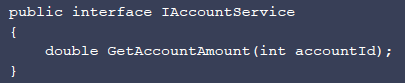 public interface IAccountService
{
    double GetAccountAmount(int accountId);
}